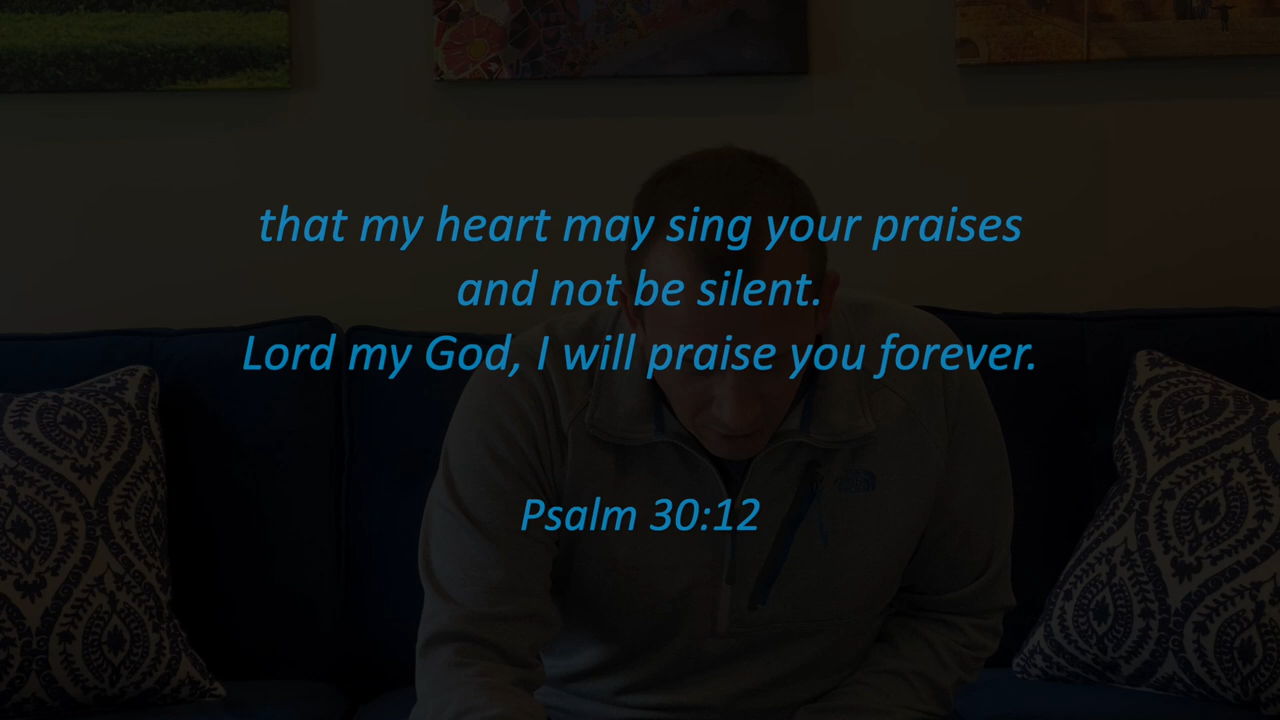 that my heart may sing your praises
and not be silent.
Lord my God, I will praise you forever.
Psalm 30:12